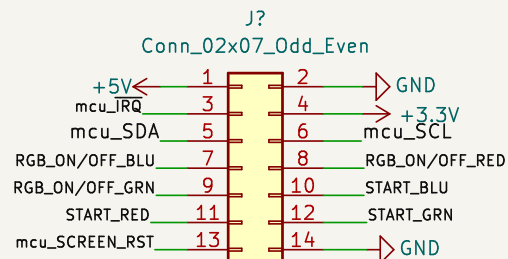 J?
Conn_02x07_Odd_Even
+5V 1 2 GND
mcu_IRQ 3 4 +3.3V
mcu_SDA 5 6 mcu_SCL
RGB_ON/OFF_BLU 7 8 RGB_ON/OFF_RED
RGB_ON/OFF_GRN 9 10 START_BLU
START_RED 11 12 START_GRN
mcu_SCREEN_RST 13 14 GND